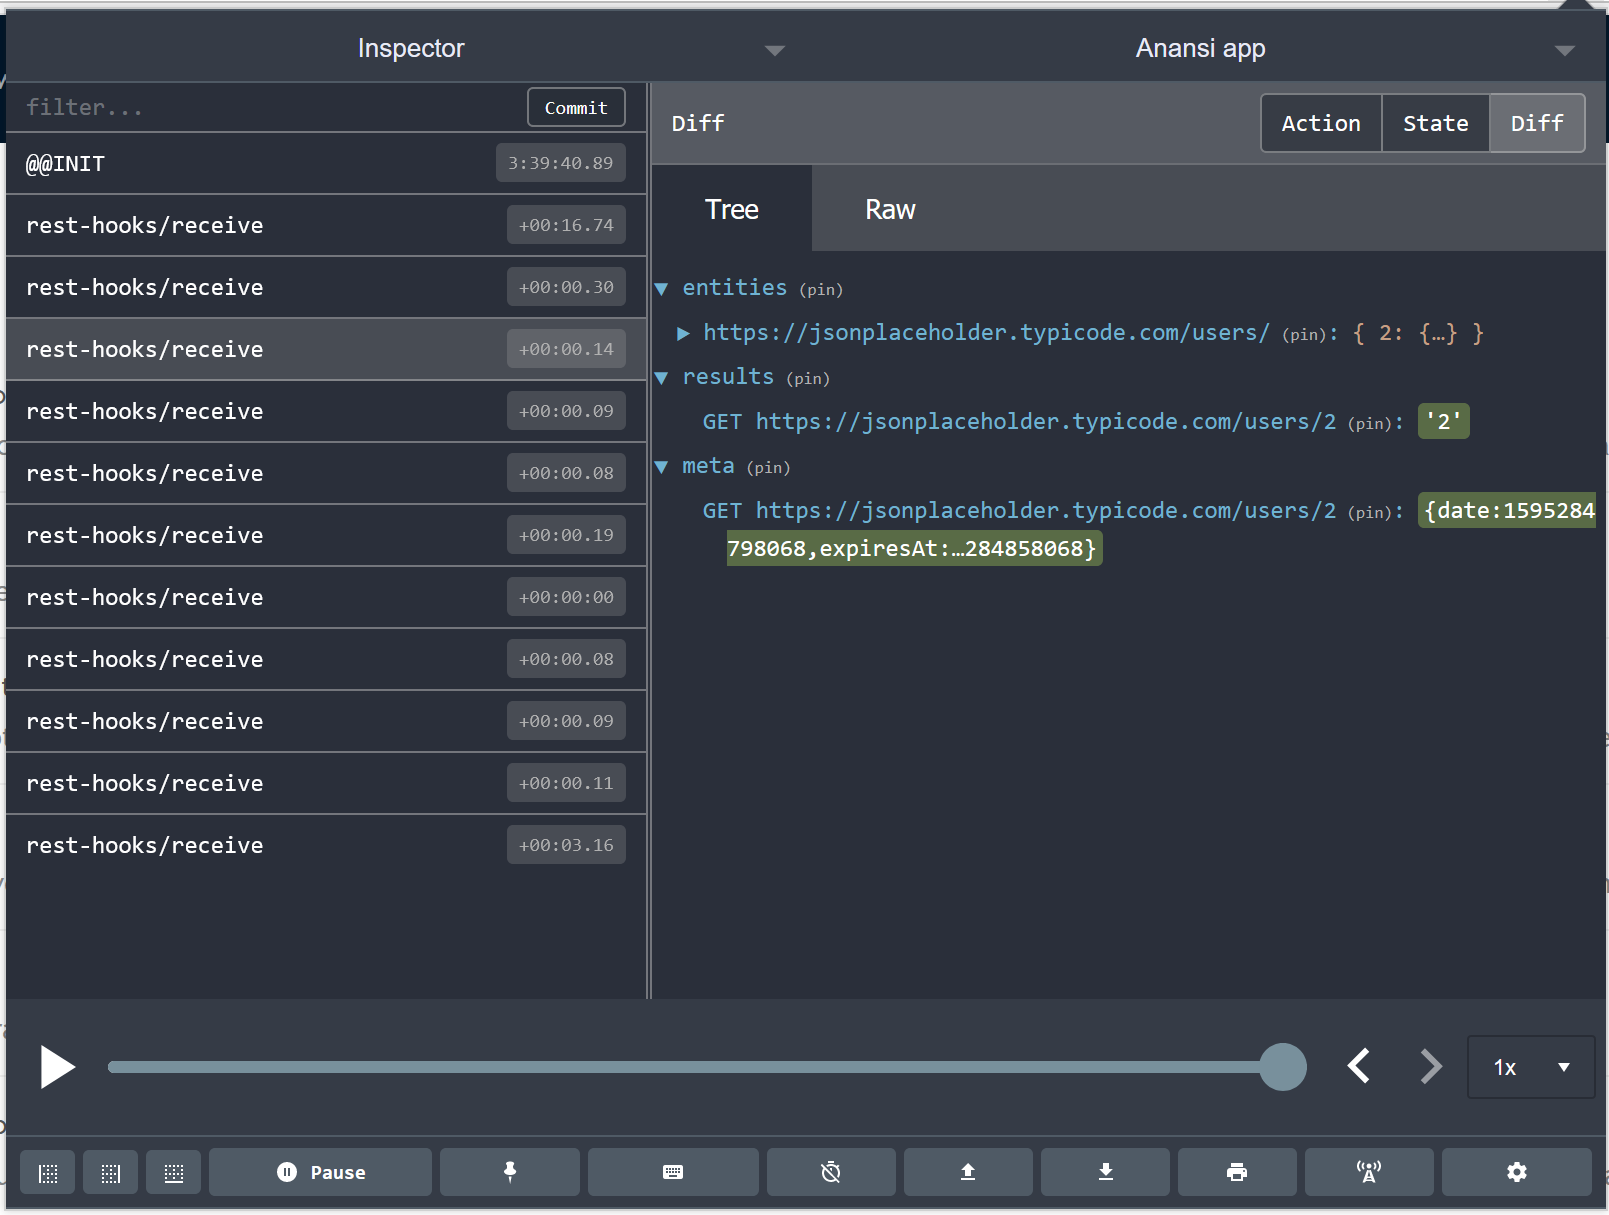 Inspector
Anansi app
filter...
Commit
@@INIT
3:39:40.89
rest-hooks/receive
+00:16.74
rest-hooks/receive
+00:00.30
rest-hooks/receive
+00:00.14
rest-hooks/receive
+00:00.09
rest-hooks/receive
+00:00.08
rest-hooks/receive
+00:00.19
rest-hooks/receive
+00:00:00
rest-hooks/receive
+00:00.08
rest-hooks/receive
+00:00.09
rest-hooks/receive
+00:00.11
rest-hooks/receive
+00:03.16
Diff
Action
State
Diff
Tree
Raw
▼ entities (pin)
▶ https://jsonplaceholder.typicode.com/users/ (pin): { 2: {…} }
▼ results (pin)
GET https://jsonplaceholder.typicode.com/users/2 (pin): '2'
▼ meta (pin)
GET https://jsonplaceholder.typicode.com/users/2 (pin): {date:1595284
798068,expiresAt:…284858068}
1x
Pause